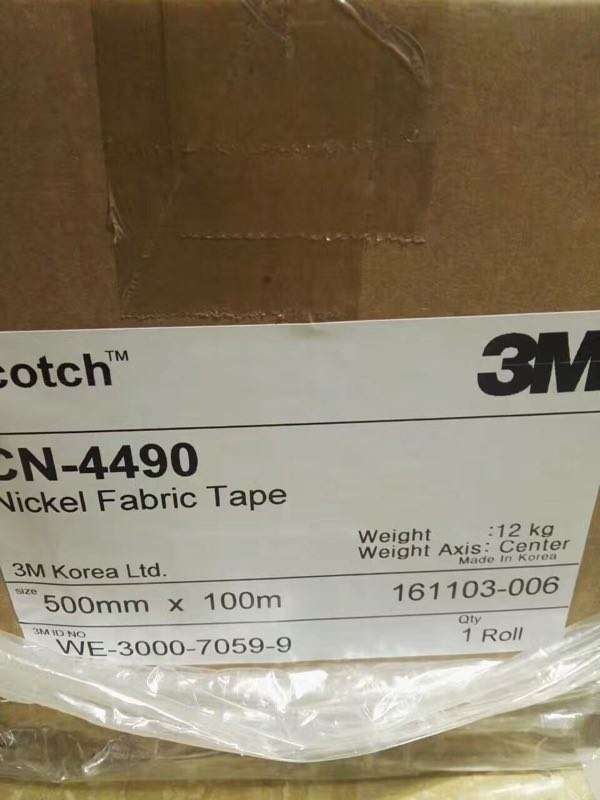 cotch™
3M
CN-4490
Nickel Fabric Tape
Weight :12 kg
Weight Axis: Center
Made In Korea
3M Korea Ltd.
size 500mm x 100m 161103-006
3M ID NO Qty
WE-3000-7059-9 1 Roll